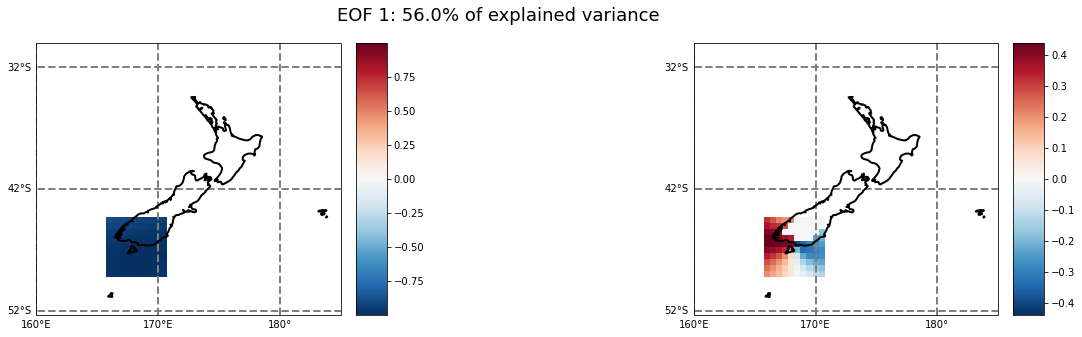 EOF 1: 56.0% of explained variance
32°S
42°S
52°S
160°E
170°E
180°
0.75
0.50
0.25
0.00
−0.25
−0.50
−0.75
32°S
42°S
52°S
160°E
170°E
180°
0.4
0.3
0.2
0.1
0.0
−0.1
−0.2
−0.3
−0.4